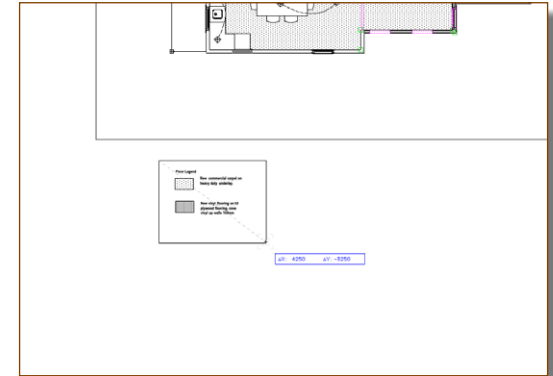 Floor Legend
New commercial carpet on
heavy duty underlay
New vinyl flooring on
plywood flooring, cove
vinyl up walls 100mm
ΔX: 4250 ΔY: -5250